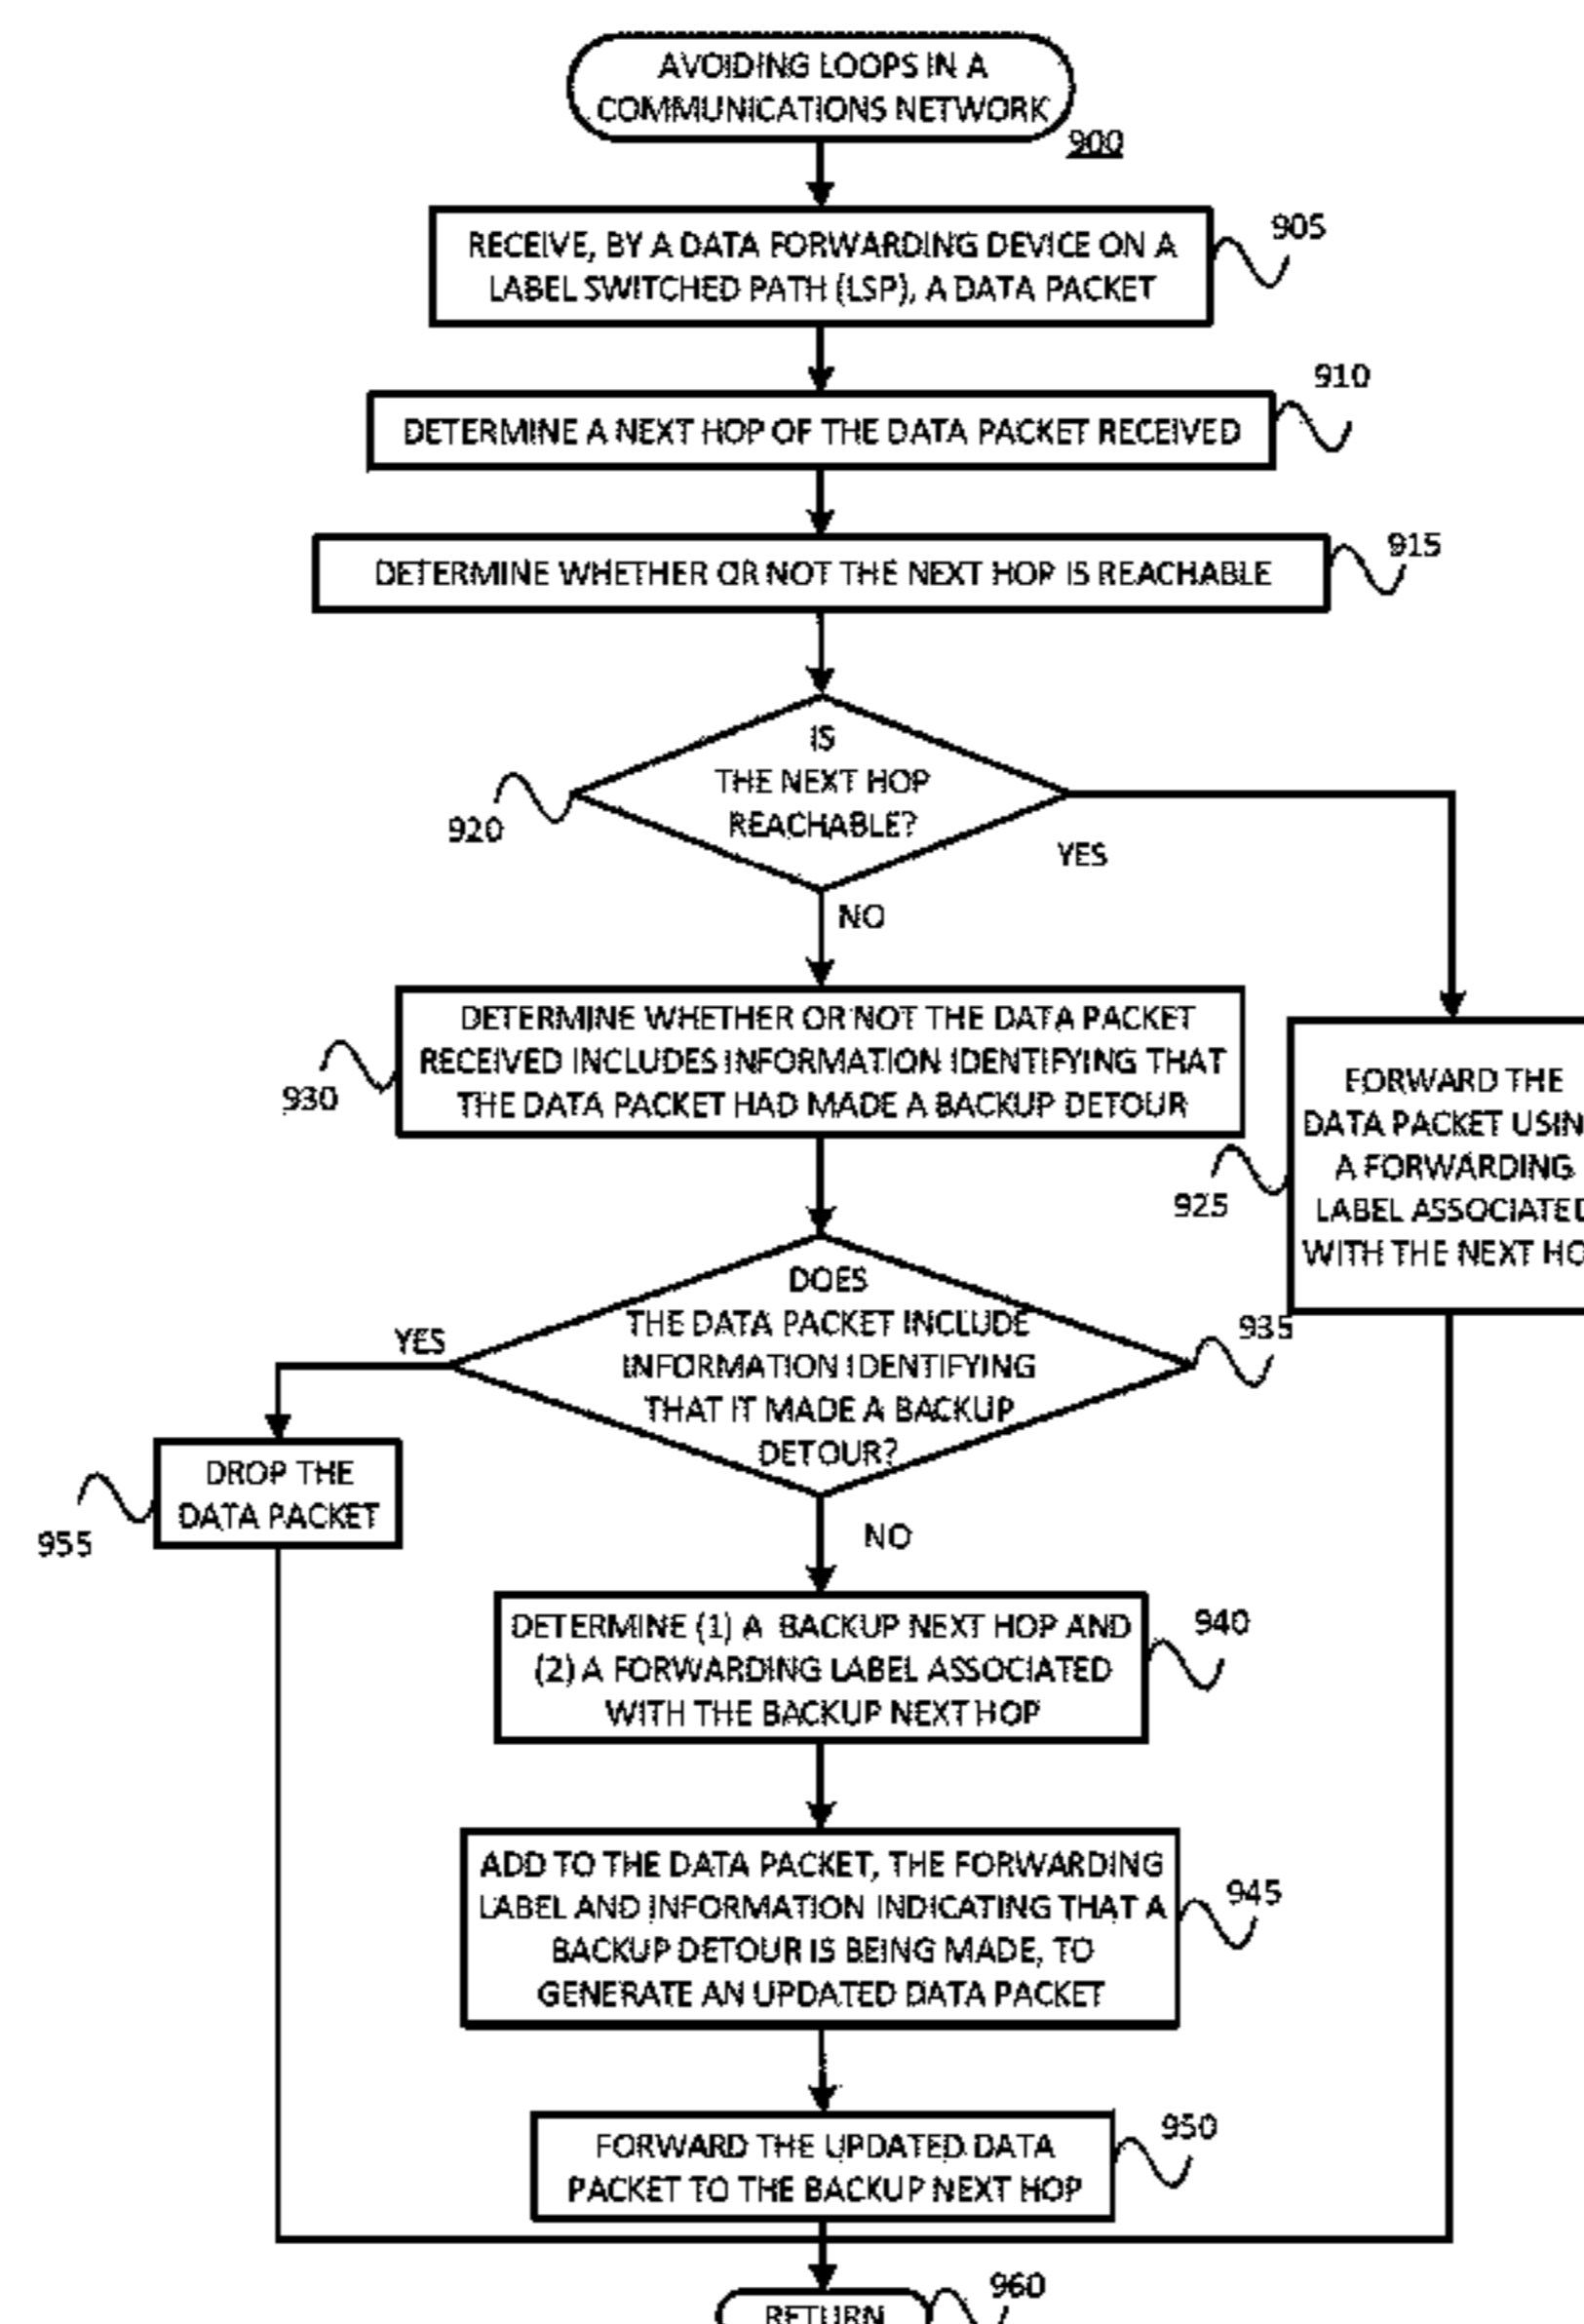 AVOIDING LOOPS IN A
COMMUNICATIONS NETWORK
900
RECEIVE, BY A DATA FORWARDING DEVICE ON A
LABEL SWITCHED PATH (LSP), A DATA PACKET
905
DETERMINE A NEXT HOP OF THE DATA PACKET RECEIVED
910
DETERMINE WHETHER OR NOT THE NEXT HOP IS REACHABLE
915
IS
THE NEXT HOP
REACHABLE?
920
YES
NO
DETERMINE WHETHER OR NOT THE DATA PACKET
RECEIVED INCLUDES INFORMATION IDENTIFYING THAT
THE DATA PACKET HAD MADE A BACKUP DETOUR
930
FORWARD THE
DATA PACKET USIN
A FORWARDING
LABEL ASSOCIATED
WITH THE NEXT HO
925
DOES
THE DATA PACKET INCLUDE
INFORMATION IDENTIFYING
THAT IT MADE A BACKUP
DETOUR?
935
YES
DROP THE
DATA PACKET
955
NO
DETERMINE (1) A BACKUP NEXT HOP AND
(2) A FORWARDING LABEL ASSOCIATED
WITH THE BACKUP NEXT HOP
940
ADD TO THE DATA PACKET, THE FORWARDING
LABEL AND INFORMATION INDICATING THAT A
BACKUP DETOUR IS BEING MADE, TO
GENERATE AN UPDATED DATA PACKET
945
FORWARD THE UPDATED DATA
PACKET TO THE BACKUP NEXT HOP
950
RETURN
960